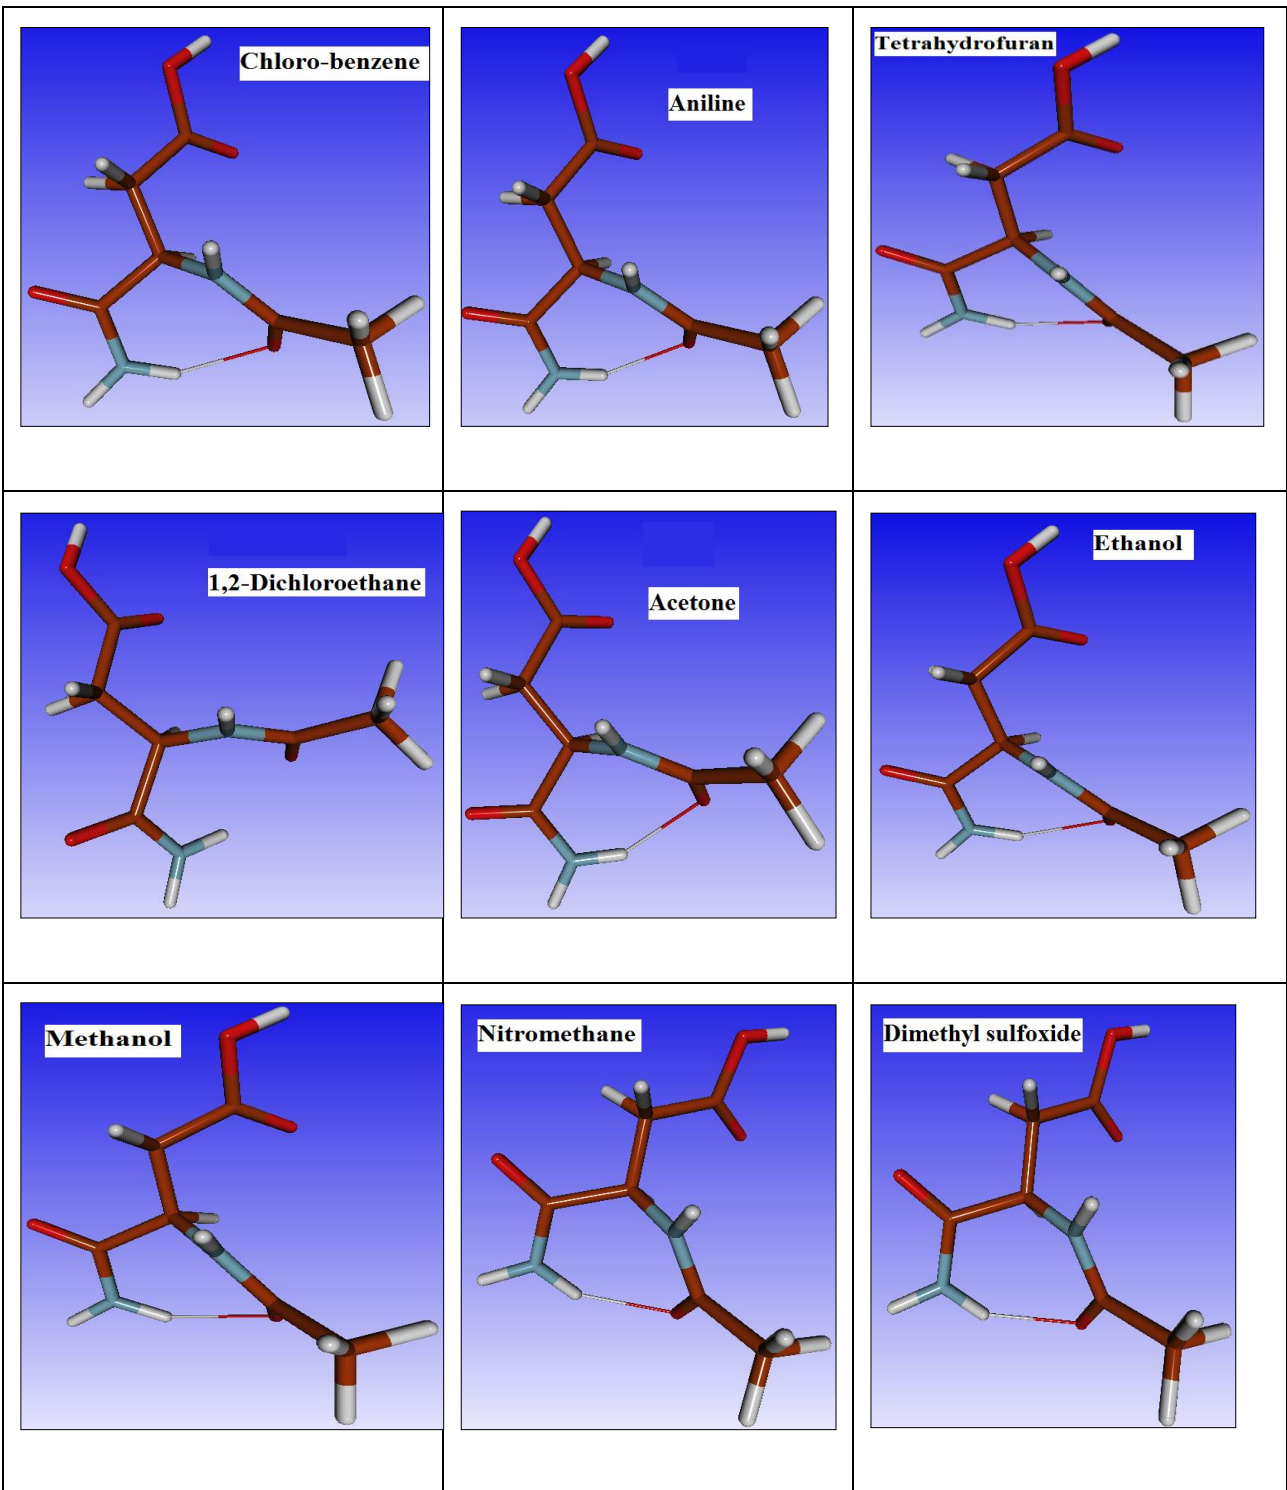 Chloro-benzene
Aniline
Tetrahydrofuran
1,2-Dichloroethane
Acetone
Ethanol
Methanol
Nitromethane
Dimethyl sulfoxide